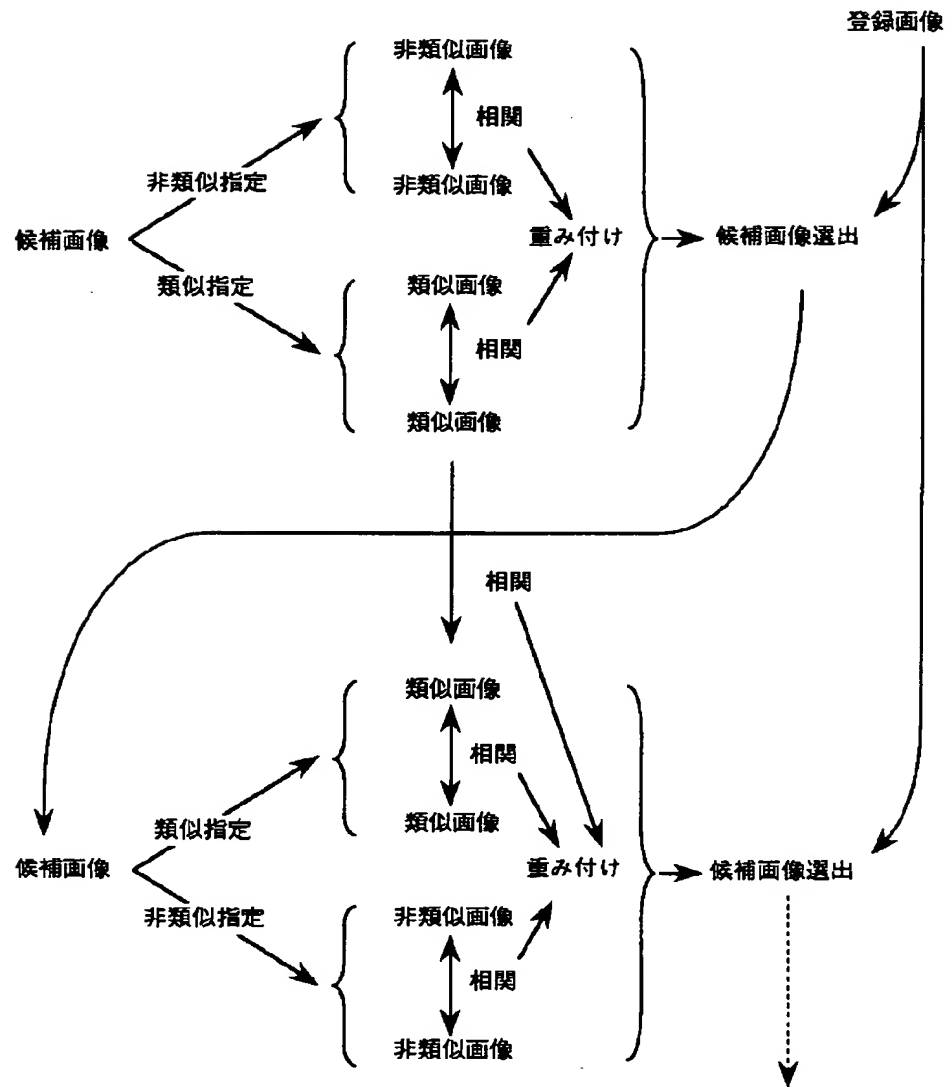 登録画像
非類似画像
相関
非類似画像
非類似指定
候補画像
重み付け
候補画像選出
類似指定
類似画像
相関
類似画像
相関
類似画像
相関
類似画像
類似指定
候補画像
重み付け
候補画像選出
非類似指定
非類似画像
相関
非類似画像